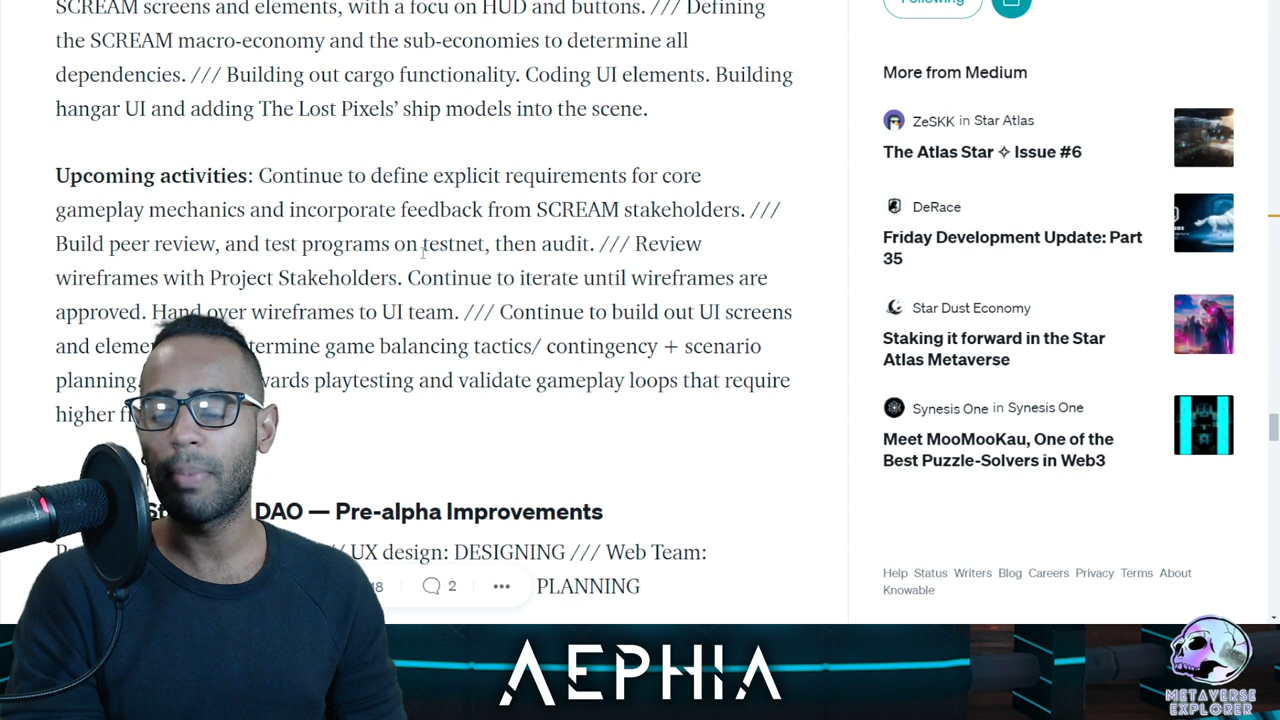 SCREAM screens and elements, with a focu on HUD and buttons. /// Defining
the SCREAM macro-economy and the sub-economies to determine all
dependencies. /// Building out cargo functionality. Coding UI elements. Building
hangar UI and adding The Lost Pixels’ ship models into the scene.
Upcoming activities: Continue to define explicit requirements for core
gameplay mechanics and incorporate feedback from SCREAM stakeholders. ///
Build peer review, and test programs on testnet, then audit. /// Review
wireframes with Project Stakeholders. Continue to iterate until wireframes are
approved. Hand over wireframes to UI team. /// Continue to build out UI screens
and termine game balancing tactics/ contingency + scenario
planning. wards playtesting and validate gameplay loops that require
higher
DAO — Pre-alpha Improvements
UX design: DESIGNING /// Web Team:
PLANNING
18 2
Following
More from Medium
ZeSKK in Star Atlas
The Atlas Star ✧ Issue #6
DeRace
Friday Development Update: Part
35
Star Dust Economy
Staking it forward in the Star
Atlas Metaverse
Synesis One in Synesis One
Meet MooMooKau, One of the
Best Puzzle-Solvers in Web3
Help Status Writers Blog Careers Privacy Terms About
Knowable
AEPHIA
METAVERSE
EXPLORER